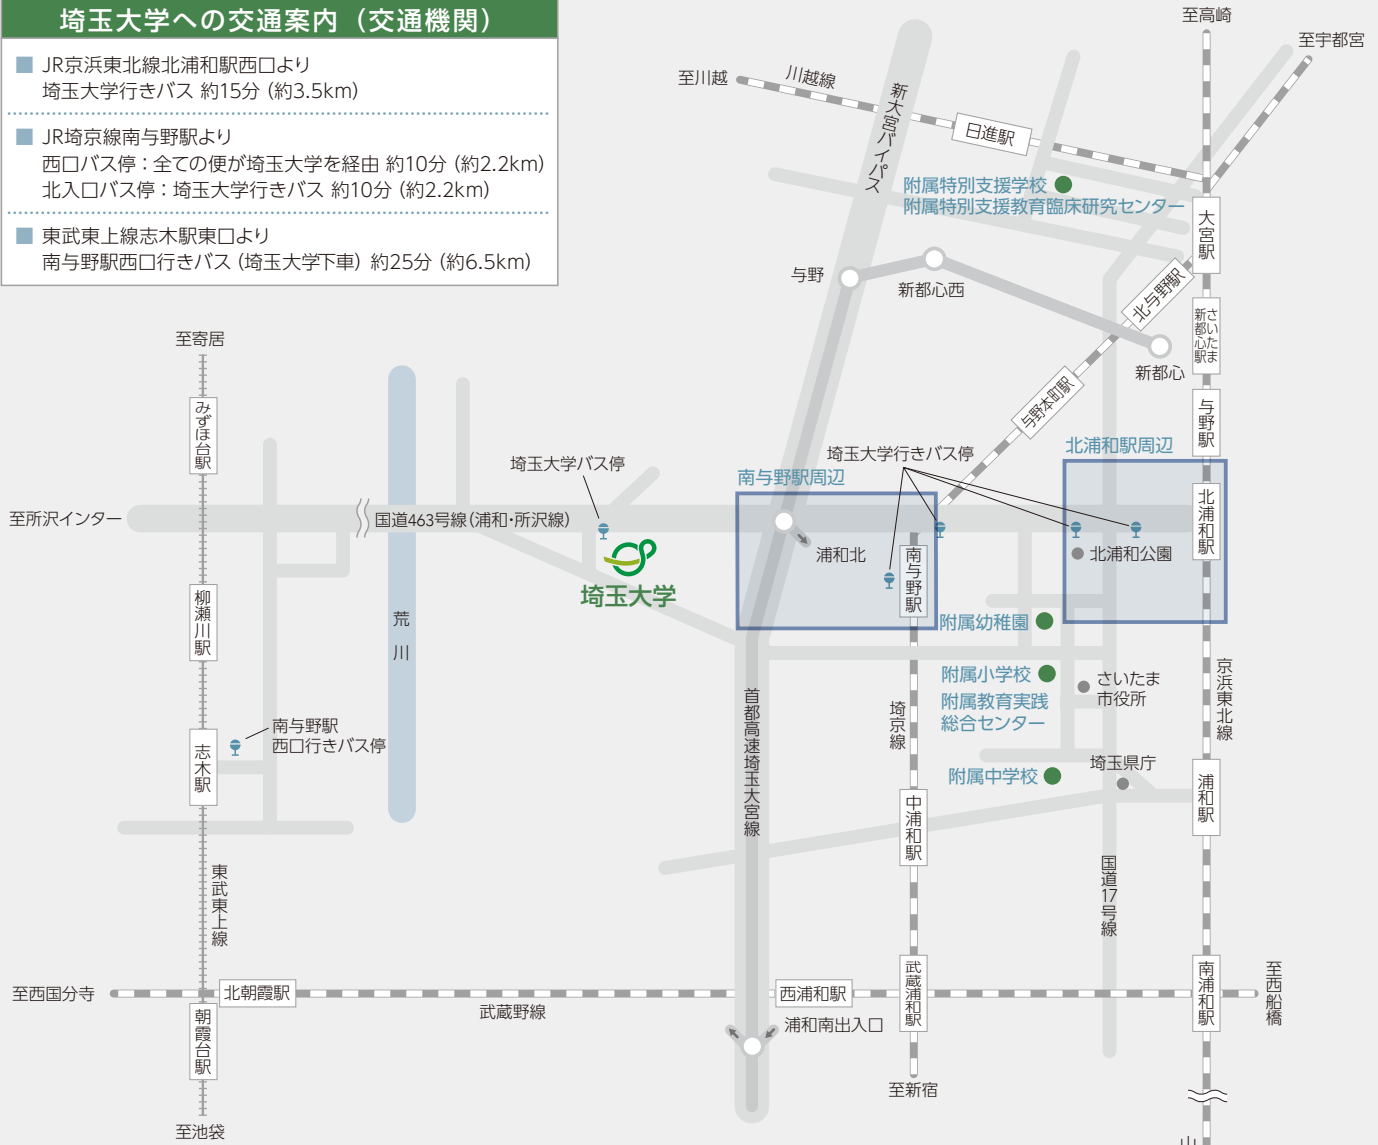 埼玉大学への交通案内（交通機関）
JR京浜東北線北浦和駅西口より
埼玉大学行きバス 約15分（約3.5km）
JR埼京線南与野駅より
西口バス停：全ての便が埼玉大学を経由 約10分（約2.2km）
北入口バス停：埼玉大学行きバス 約10分（約2.2km）
東武東上線志木駅東口より
南与野駅西口行きバス（埼玉大学下車）約25分（約6.5km）
至高崎
至宇都宮
至川越
川越線
新大宮バイパス
日進駅
附属特別支援学校
附属特別支援教育臨床研究センター
大宮駅
与野
新都心西
北与野駅
さいたま
新都心駅
新都心
至寄居
みずほ台駅
与野本町駅
与野駅
埼玉大学バス停
埼玉大学行きバス停
北浦和駅周辺
南与野駅周辺
至所沢インター
国道463号線（浦和・所沢線）
北浦和駅
浦和北
南与野駅
北浦和公園
埼玉大学
柳瀬川駅
荒川
附属幼稚園
附属小学校
附属教育実践
総合センター
さいたま
市役所
京浜東北線
南与野駅
西口行きバス停
志木駅
首都高速埼玉大宮線
埼京線
附属中学校
埼玉県庁
浦和駅
中浦和駅
東武東上線
国道17号線
至西国分寺
北朝霞駅
武蔵野線
西浦和駅
武蔵浦和駅
南浦和駅
至西船橋
朝霞台駅
浦和南出入口
至新宿
至池袋